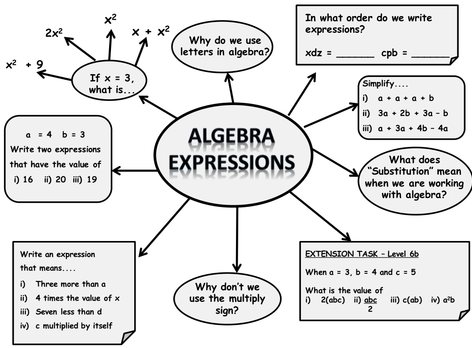 x²
2x²
x + x²
x² + 9
If x = 3,
what is...
Why do we use
letters in algebra?
In what order do we write
expressions?
xdz = _______ cpb = _______
Simplify....
i) a + a + a + b
ii) 3a + 2b + 3a – b
iii) a + 3a + 4b – 4a
ALGEBRA
EXPRESSIONS
a = 4 b = 3
Write two expressions
that have the value of
i) 16 ii) 20 iii) 19
What does
“Substitution” mean
when we are working
with algebra?
Write an expression
that means....
i) Three more than a
ii) 4 times the value of x
iii) Seven less than d
iv) c multiplied by itself
Why don’t we
use the multiply
sign?
EXTENSION TASK – Level 6b
When a = 3, b = 4 and c = 5
What is the value of
i) 2(abc) ii) abc iii) c(ab) iv) a²b
2